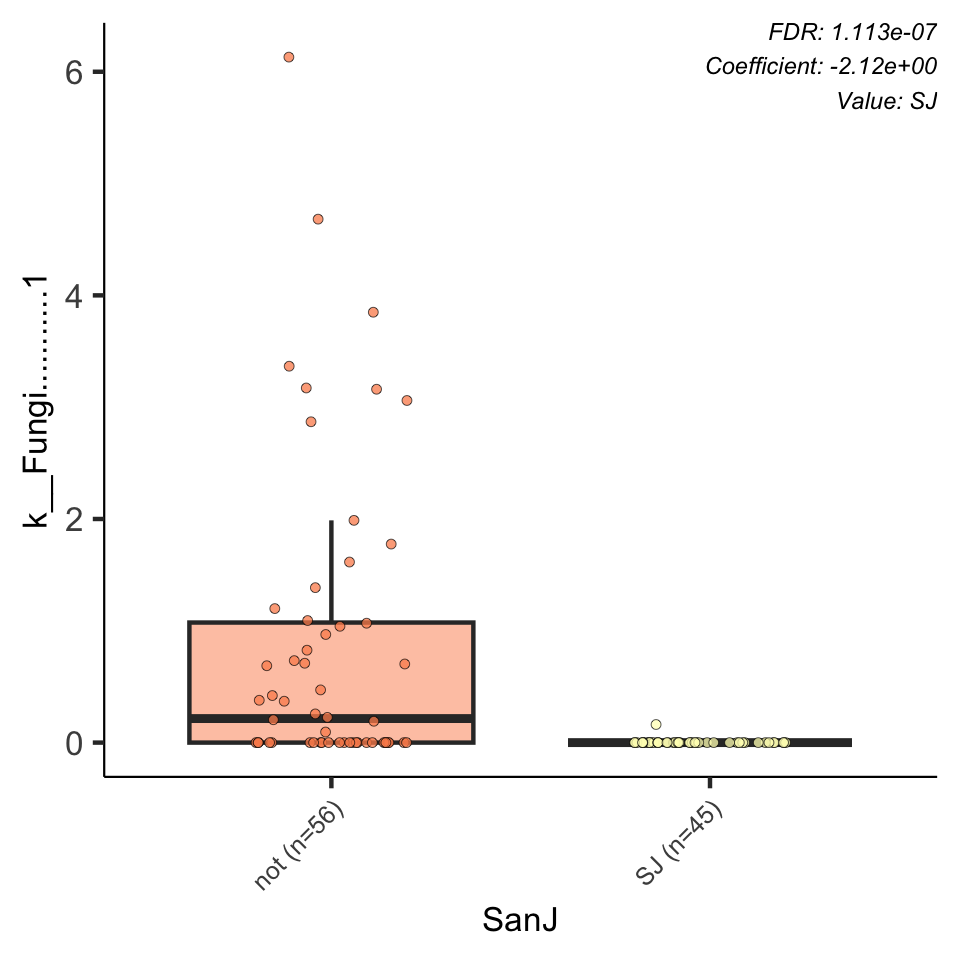 FDR: 1.113e-07
Coefficient: -2.12e+00
Value: SJ
k__Fungi...........1
6
4
2
0
not (n=56)
SJ (n=45)
SanJ